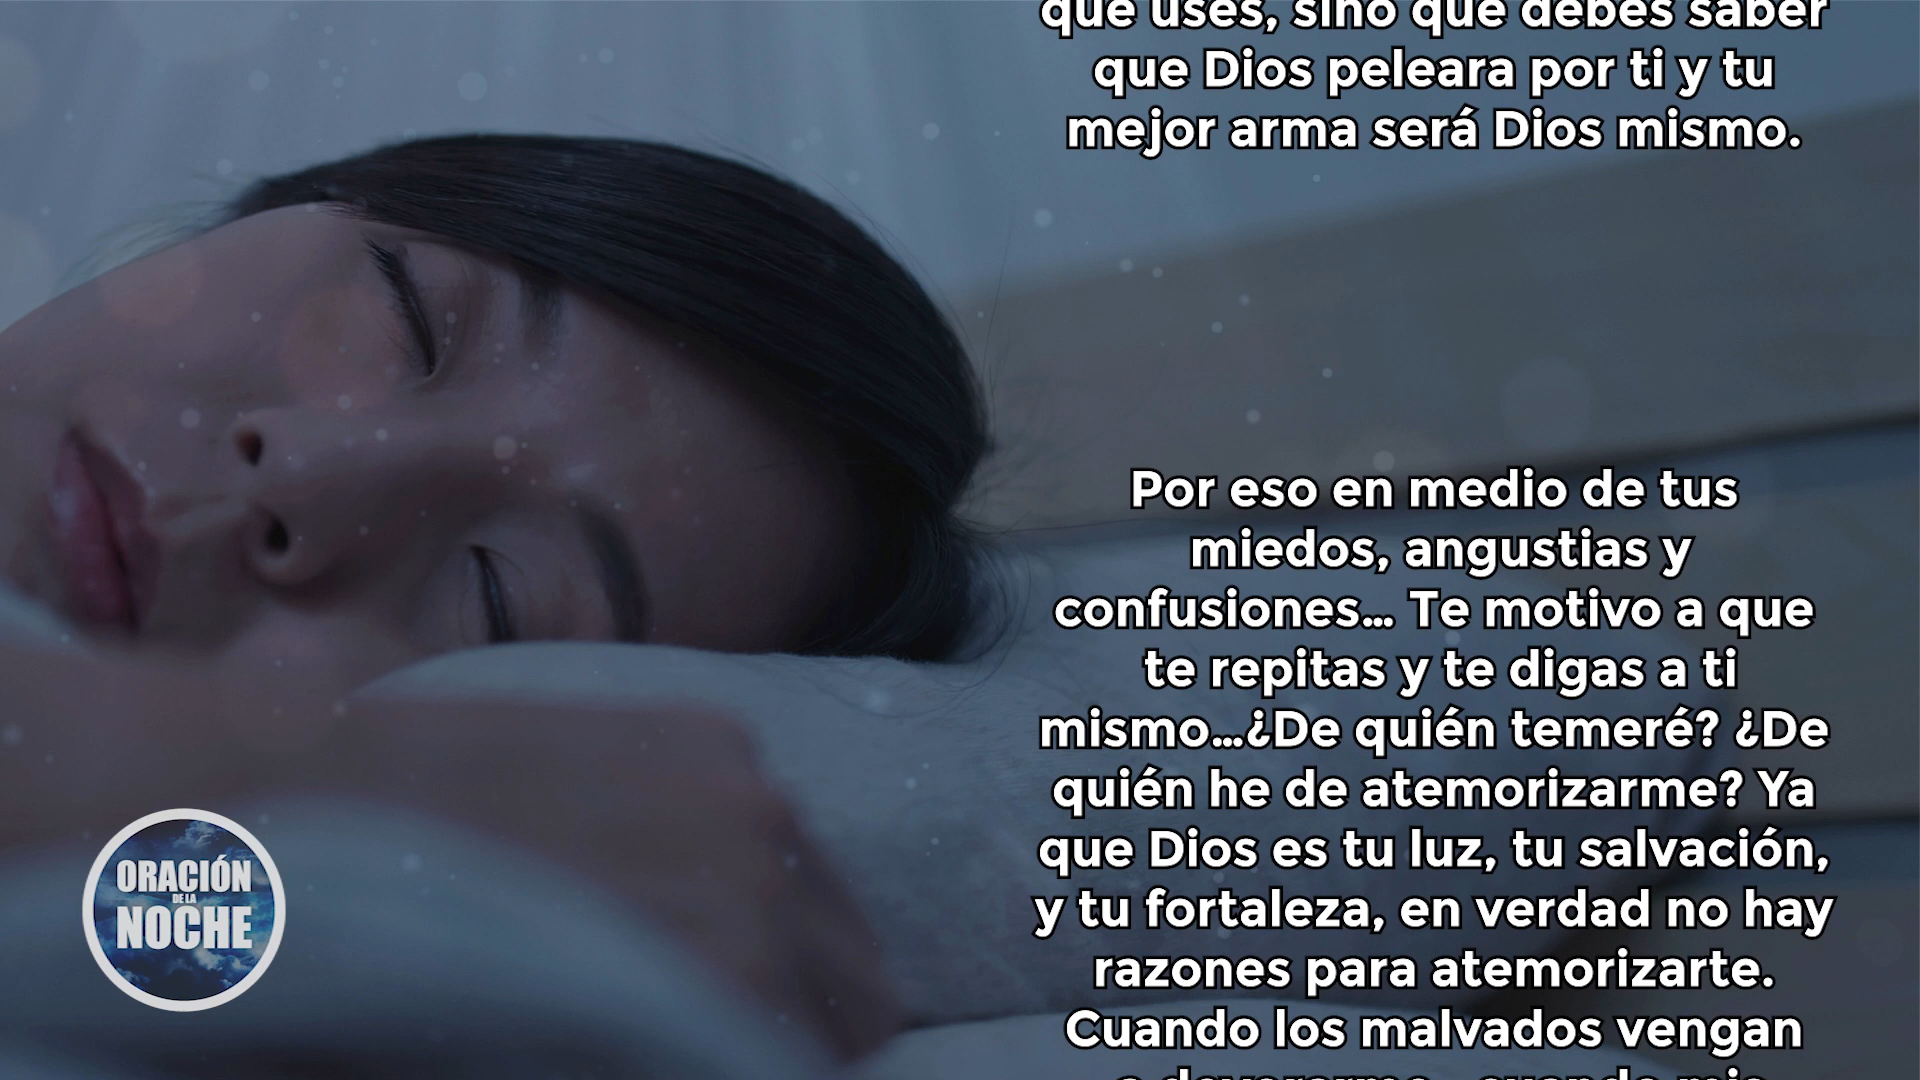 que uses, sino que debes saber
que Dios peleara por ti y tu
mejor arma será Dios mismo.
Por eso en medio de tus
miedos, angustias y
confusiones... Te motivo a que
te repitas y te digas a ti
mismo...¿De quién temeré? ¿De
quién he de atemorizarme? Ya
que Dios es tu luz, tu salvación,
y tu fortaleza, en verdad no hay
razones para atemorizarte.
Cuando los malvados vengan
ORACIÓN
DE LA
NOCHE